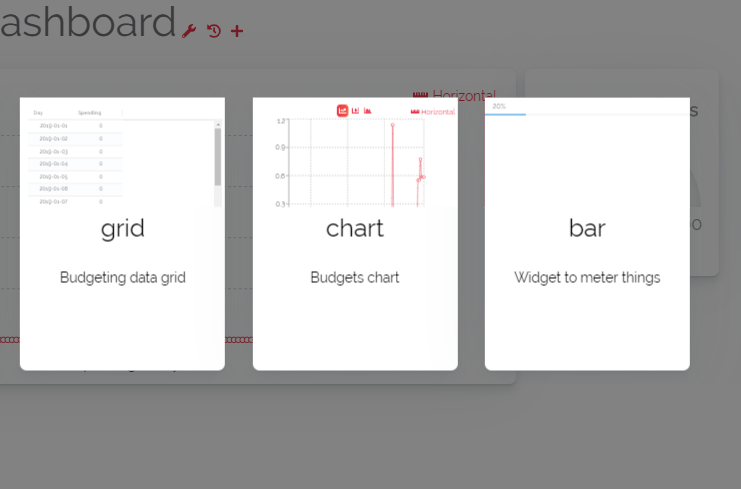 ashboard
Horizontal
s
0
Day Spending
2019-01-01 0
2019-01-02 0
2019-01-03 0
2019-01-04 0
2019-01-05 0
2019-01-06 0
2019-01-07 0
grid
Budgeting data grid
Horizontal
1.2
0.9
0.6
0.3
chart
Budgets chart
20%
bar
Widget to meter things